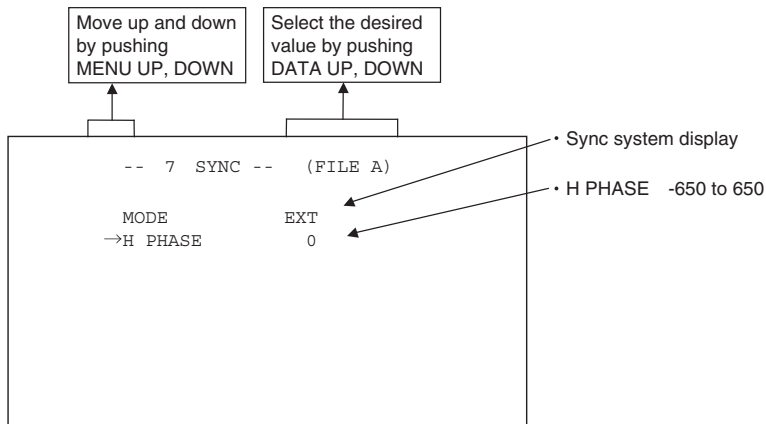 Move up and down
by pushing
MENU UP, DOWN
Select the desired
value by pushing
DATA UP, DOWN
-- 7 SYNC -- (FILE A)
MODE EXT
→H PHASE 0
• Sync system display
• H PHASE -650 to 650